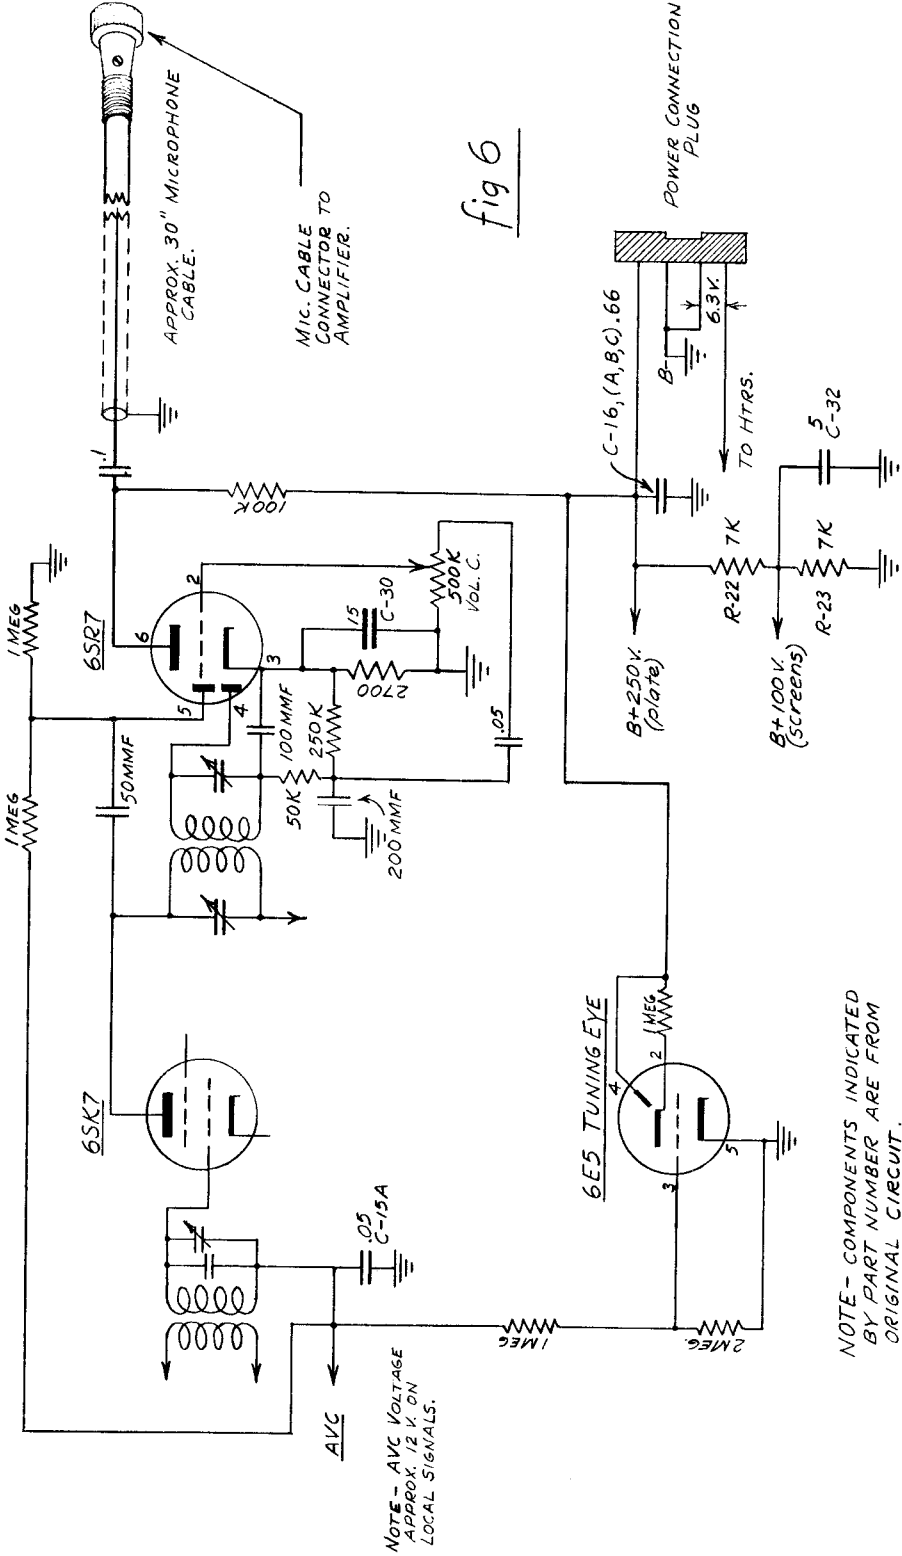 1 MEG
1 MEG
6SK7
50MMF
6SR7
.1
6
2
5
4
3
APPROX. 30" MICROPHONE
CABLE.
100K
100MMF
250K
50K
200 MMF
15
C-30
2700
500K
VOL. C.
.05
MIC. CABLE
CONNECTOR TO
AMPLIFIER.
fig 6
AVC
.05
C-15A
NOTE - AVC VOLTAGE
APPROX. 12 V. ON
LOCAL SIGNALS.
1 MEG
2 MEG.
6E5 TUNING EYE
4
2
3
5
1 MEG
C-16, (A,B,C) .66
B-
6.3V.
POWER CONNECTION
PLUG
TO HTRS.
B+250V.
(plate)
R-22
7K
B+100V.
(screens)
R-23
7K
5
C-32
NOTE - COMPONENTS INDICATED
BY PART NUMBER ARE FROM
ORIGINAL CIRCUIT.